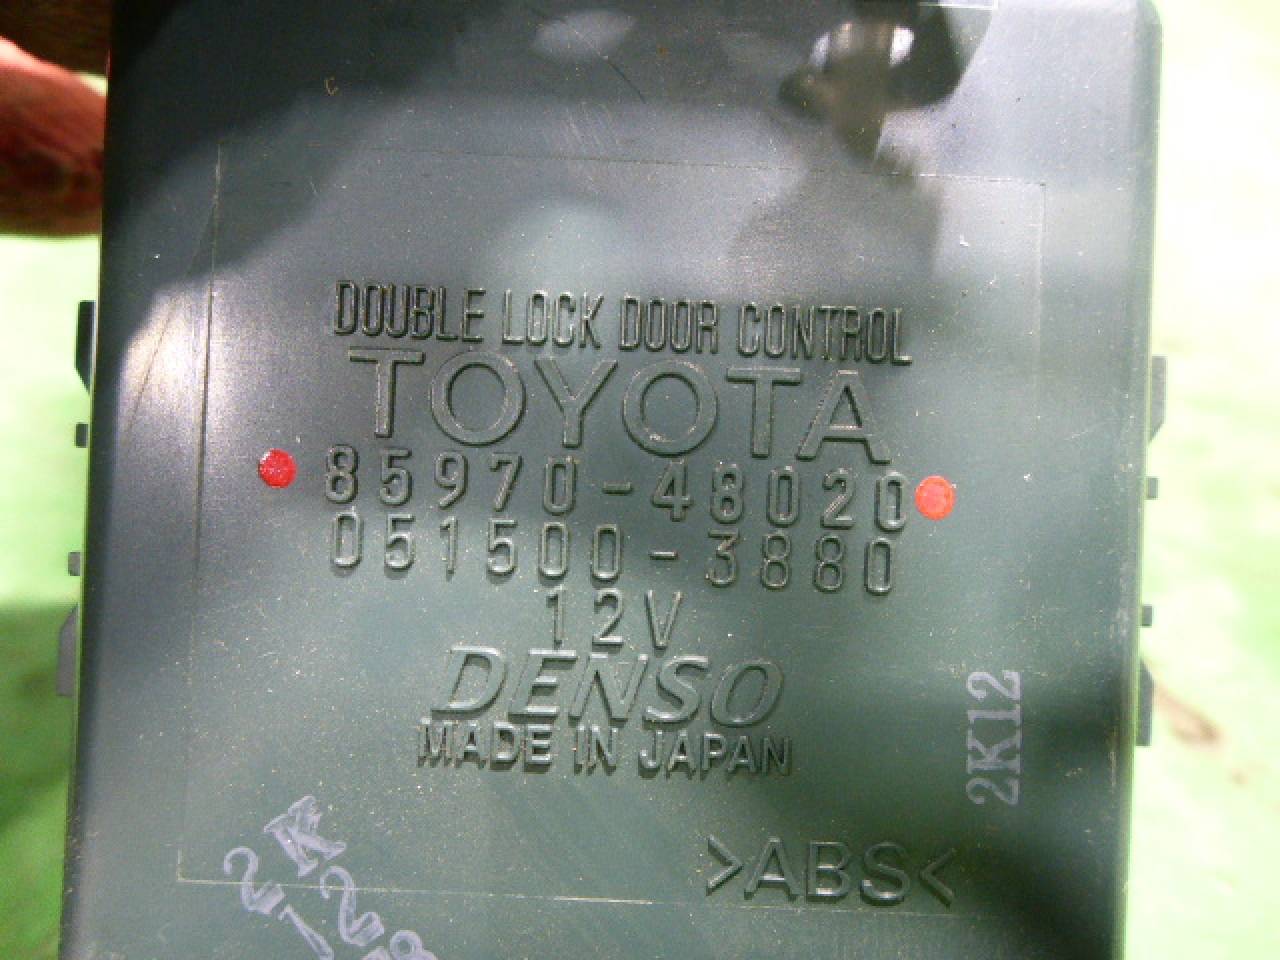 DOUBLE LOCK DOOR CONTROL
TOYOTA
85970-48020
051500-3880
12V
DENSO
MADE IN JAPAN
2K12
>ABS<